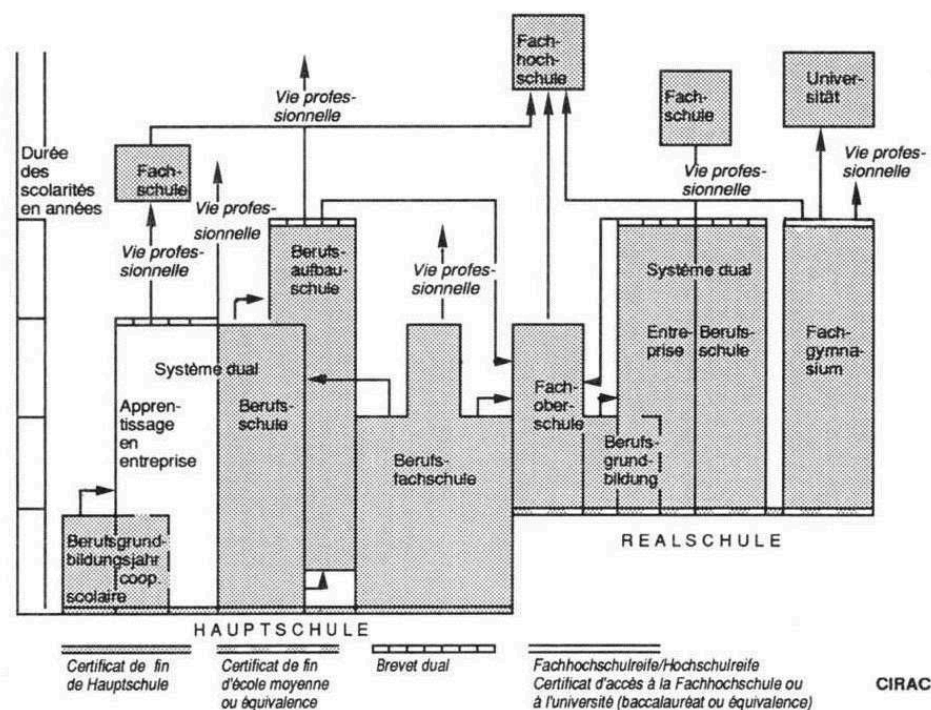 Fach-
hoch-
schule
Vie profes-
sionnelle
Fach-
schule
Univer-
sität
Durée
des
scolarités
en années
Fach-
schule
Vie profes-
sionnelle
Vie profes-
sionnelle
Vie profes-
sionnelle
Vie profes-
sionnelle
Vie profes-
sionnelle
Vie profes-
sionnelle
Berufs-
aufbau-
schule
Système dual
Entre-
prise
Berufs-
schule
Fach-
gymna-
sium
Système dual
Apprен-
tissage
en
entreprise
Berufs-
schule
Berufs-
fachschule
Fach-
ober-
schule
Berufs-
grund-
bildung
Berufsgrund-
bildungsjahr
coop.
scolaire
REALSCHULE
HAUPTSCHULE
Certificat de fin
de Hauptschule
Certificat de fin
d'école moyenne
ou équivalence
Brevet dual
Fachhochschulreife/Hochschulreife
Certificat d'accès à la Fachhochschule ou
à l'université (baccalauréat ou équivalence)
CIRAC